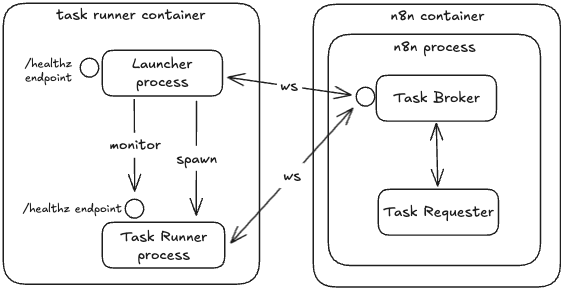 task runner container
/healthz
endpoint
Launcher
process
monitor
spawn
/healthz endpoint
Task Runner
process
ws
ws
n8n container
n8n process
Task Broker
Task Requester